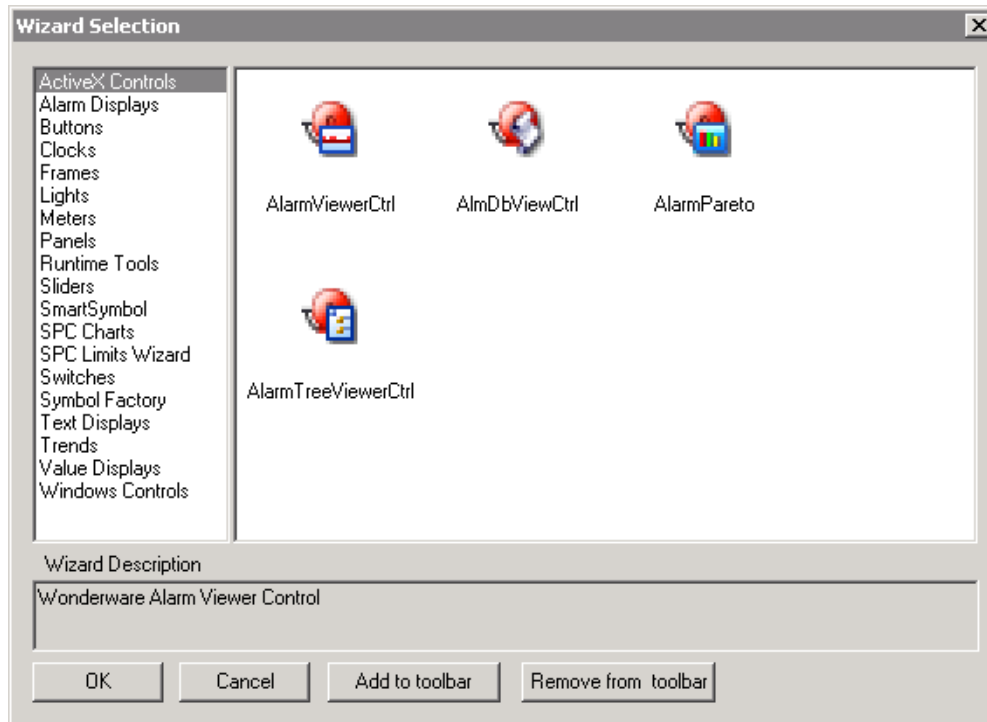 Wizard Selection
ActiveX Controls
Alarm Displays
Buttons
Clocks
Frames
Lights
Meters
Panels
Runtime Tools
Sliders
SmartSymbol
SPC Charts
SPC Limits Wizard
Switches
Symbol Factory
Text Displays
Trends
Value Displays
Windows Controls
AlarmViewerCtrl AlmDbViewCtrl AlarmPareto
AlarmTreeViewerCtrl
Wizard Description
Wonderware Alarm Viewer Control
OK Cancel Add to toolbar Remove from toolbar